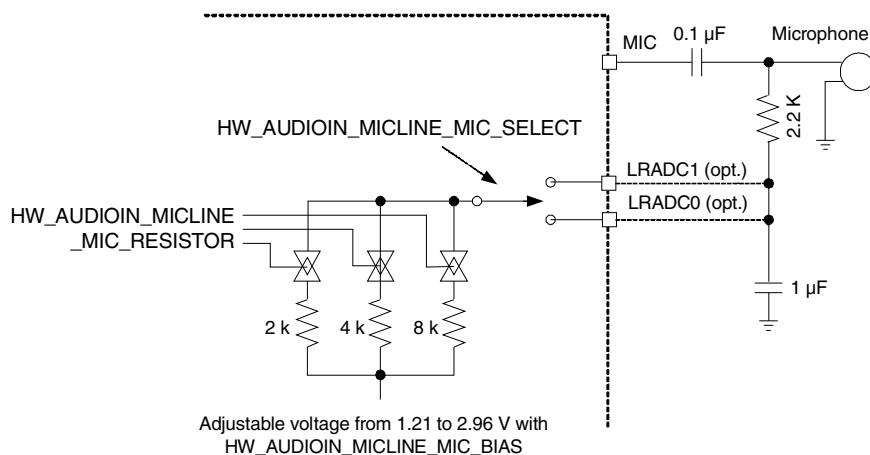 MIC
0.1 µF
Microphone
2.2 K
HW_AUDIOIN_MICLINE_MIC_SELECT
LRADC1 (opt.)
LRADC0 (opt.)
HW_AUDIOIN_MICLINE
_MIC_RESISTOR
1 µF
2 k
4 k
8 k
Adjustable voltage from 1.21 to 2.96 V with
HW_AUDIOIN_MICLINE_MIC_BIAS